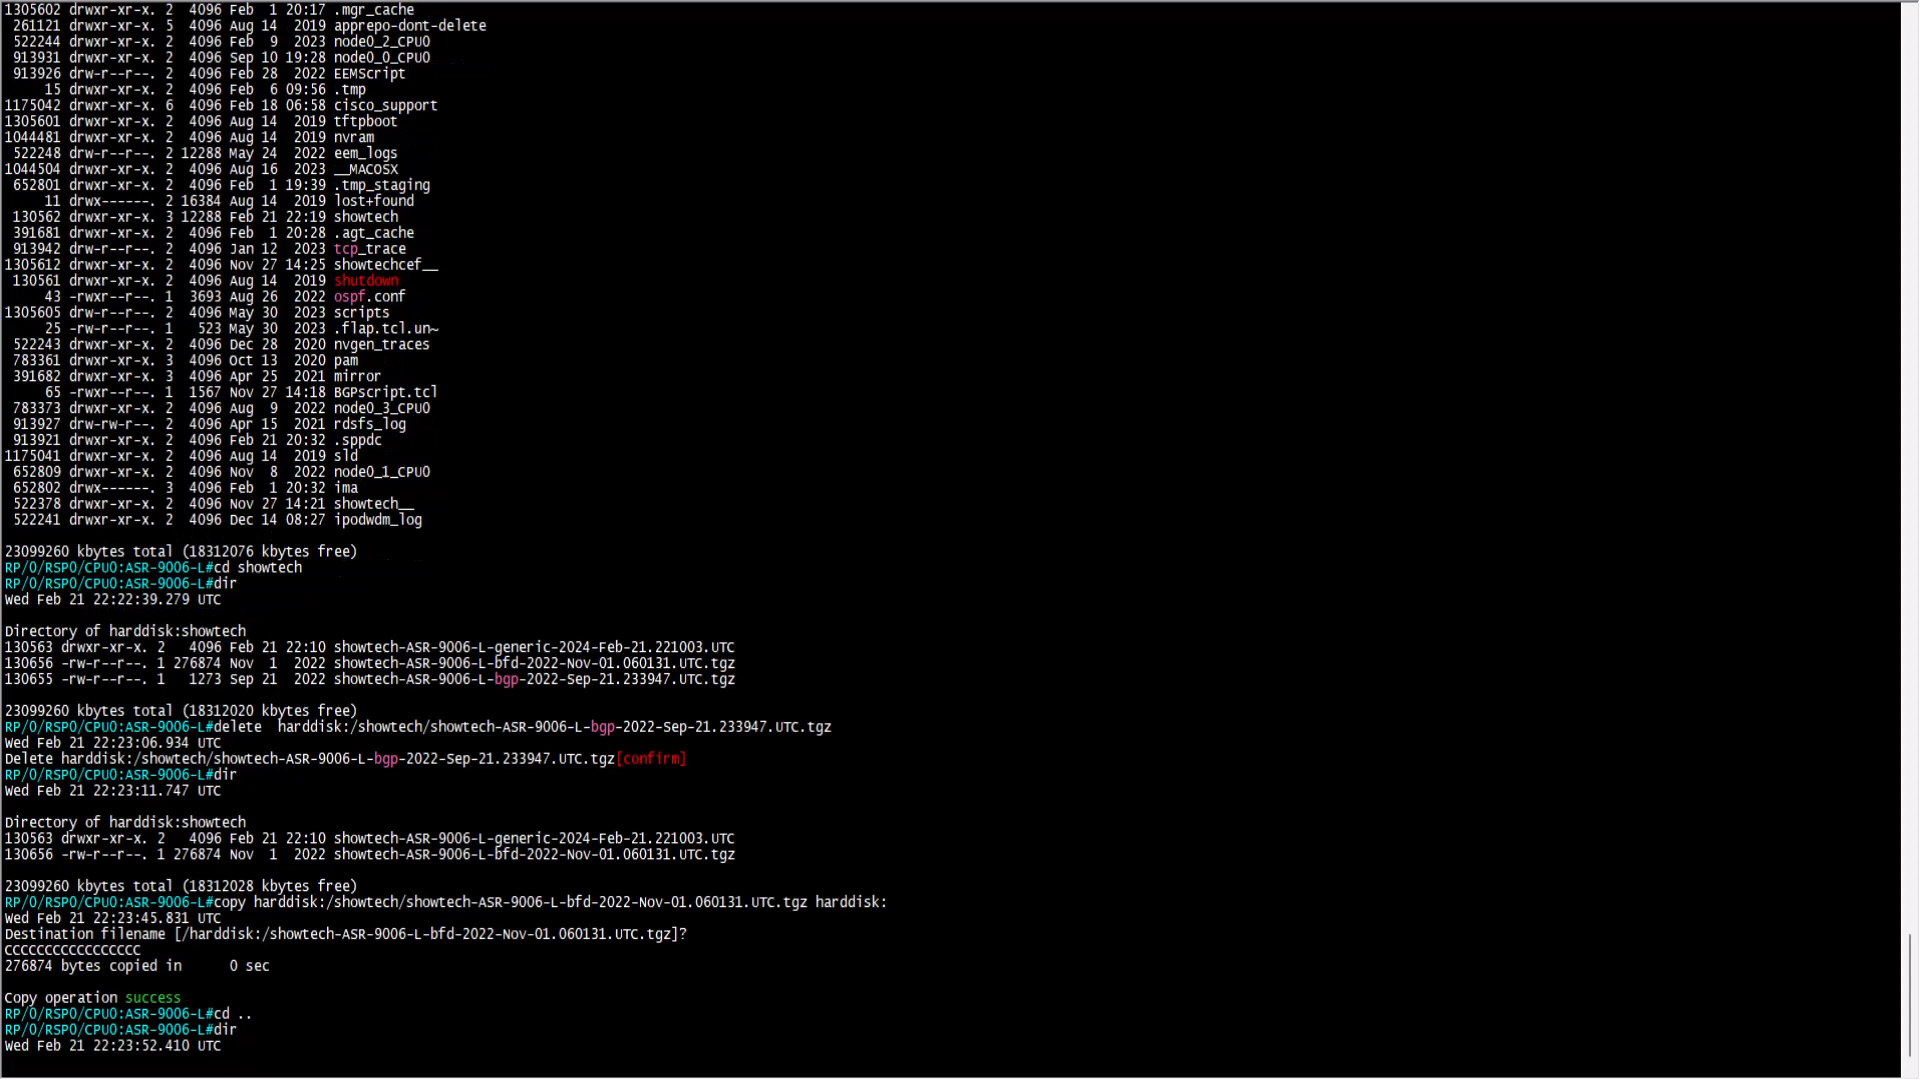 1305602 drwxr-xr-x. 2  4096 Feb  1 20:17 .mgr_cache
 261121 drwxr-xr-x. 5  4096 Aug 14  2019 apprepo-dont-delete
 522244 drwxr-xr-x. 2  4096 Feb  9  2023 node0_2_CPU0
 913931 drwxr-xr-x. 2  4096 Sep 10 19:28 node0_0_CPU0
 913926 drw-r--r--. 2  4096 Feb 28  2022 EEMScript
     15 drwxr-xr-x. 2  4096 Feb  6 09:56 .tmp
1175042 drwxr-xr-x. 6  4096 Feb 18 06:58 cisco_support
1305601 drwxr-xr-x. 2  4096 Aug 14  2019 tftpboot
1044481 drwxr-xr-x. 2  4096 Aug 14  2019 nvram
 522248 drw-r--r--. 2 12288 May 24  2022 eem_logs
1044504 drwxr-xr-x. 2  4096 Aug 16  2023 __MACOSX
 652801 drwxr-xr-x. 2  4096 Feb  1 19:39 .tmp_staging
     11 drwx------. 2 16384 Aug 14  2019 lost+found
 130562 drwxr-xr-x. 3 12288 Feb 21 22:19 showtech
 391681 drwxr-xr-x. 2  4096 Feb  1 20:28 .agt_cache
 913942 drw-r--r--. 2  4096 Jan 12  2023 tcp_trace
1305612 drwxr-xr-x. 2  4096 Nov 27 14:25 showtechcef__
 130561 drwxr-xr-x. 2  4096 Aug 14  2019 shutdown
     43 -rwxr--r--. 1  3693 Aug 26  2022 ospf.conf
1305605 drw-r--r--. 2  4096 May 30  2023 scripts
     25 -rw-r--r--. 1   523 May 30  2023 .flap.tcl.un~
 522243 drwxr-xr-x. 2  4096 Dec 28  2020 nvgen_traces
 783361 drwxr-xr-x. 3  4096 Oct 13  2020 pam
 391682 drwxr-xr-x. 3  4096 Apr 25  2021 mirror
     65 -rwxr--r--. 1  1567 Nov 27 14:18 BGPscript.tcl
 783373 drwxr-xr-x. 2  4096 Aug  9  2022 node0_3_CPU0
 913927 drw-rw-r--. 2  4096 Apr 15  2021 rdsfs_log
 913921 drwxr-xr-x. 2  4096 Feb 21 20:32 .sppdc
1175041 drwxr-xr-x. 2  4096 Aug 14  2019 sld
 652809 drwxr-xr-x. 2  4096 Nov  8  2022 node0_1_CPU0
 652802 drwx------. 3  4096 Feb  1 20:32 ima
 522378 drwxr-xr-x. 2  4096 Nov 27 14:21 showtech__
 522241 drwxr-xr-x. 2  4096 Dec 14 08:27 ipodwdm_log

23099260 kbytes total (18312076 kbytes free)
RP/0/RSP0/CPU0:ASR-9006-L#cd showtech
RP/0/RSP0/CPU0:ASR-9006-L#dir
Wed Feb 21 22:22:39.279 UTC

Directory of harddisk:showtech
130563 drwxr-xr-x. 2   4096 Feb 21 22:10 showtech-ASR-9006-L-generic-2024-Feb-21.221003.UTC
130656 -rw-r--r--. 1 276874 Nov  1  2022 showtech-ASR-9006-L-bfd-2022-Nov-01.060131.UTC.tgz
130655 -rw-r--r--. 1   1273 Sep 21  2022 showtech-ASR-9006-L-bgp-2022-Sep-21.233947.UTC.tgz

23099260 kbytes total (18312020 kbytes free)
RP/0/RSP0/CPU0:ASR-9006-L#delete  harddisk:/showtech/showtech-ASR-9006-L-bgp-2022-Sep-21.233947.UTC.tgz
Wed Feb 21 22:23:06.934 UTC
Delete harddisk:/showtech/showtech-ASR-9006-L-bgp-2022-Sep-21.233947.UTC.tgz[confirm]
RP/0/RSP0/CPU0:ASR-9006-L#dir
Wed Feb 21 22:23:11.747 UTC

Directory of harddisk:showtech
130563 drwxr-xr-x. 2   4096 Feb 21 22:10 showtech-ASR-9006-L-generic-2024-Feb-21.221003.UTC
130656 -rw-r--r--. 1 276874 Nov  1  2022 showtech-ASR-9006-L-bfd-2022-Nov-01.060131.UTC.tgz

23099260 kbytes total (18312028 kbytes free)
RP/0/RSP0/CPU0:ASR-9006-L#copy harddisk:/showtech/showtech-ASR-9006-L-bfd-2022-Nov-01.060131.UTC.tgz harddisk:
Wed Feb 21 22:23:45.831 UTC
Destination filename [/harddisk:/showtech-ASR-9006-L-bfd-2022-Nov-01.060131.UTC.tgz]?
CCCCCCCCCCCCCCCCC
276874 bytes copied in      0 sec

Copy operation success
RP/0/RSP0/CPU0:ASR-9006-L#cd ..
RP/0/RSP0/CPU0:ASR-9006-L#dir
Wed Feb 21 22:23:52.410 UTC